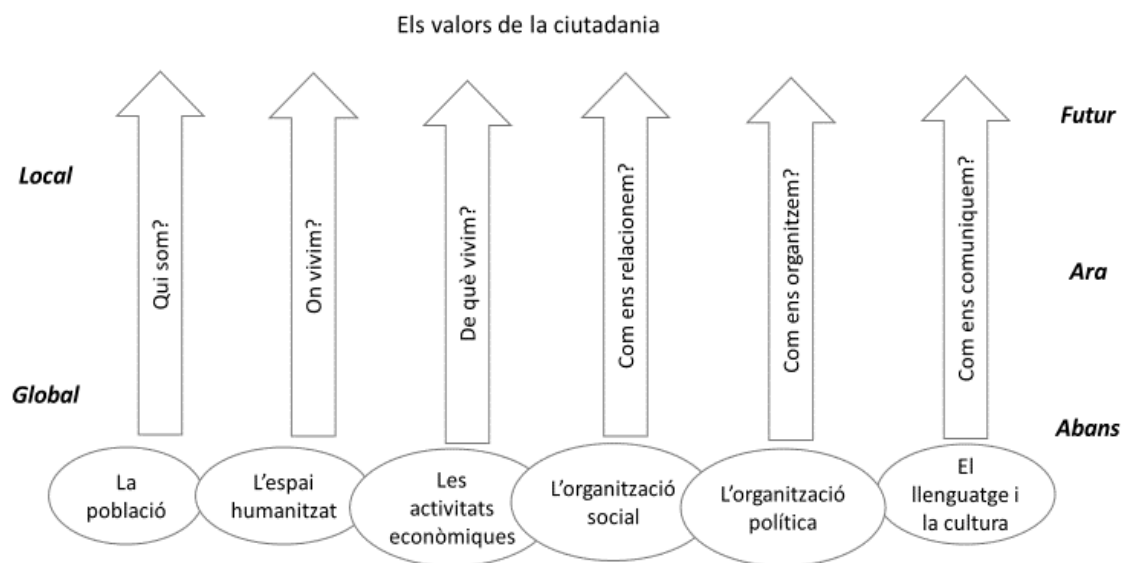 Els valors de la ciutadania
Local
Global
Qui som?
On vivim?
De què vivim?
Com ens relacionem?
Com ens organitzem?
Com ens comuniquem?
Futur
Ara
Abans
La
població
L'espai
humanitzat
Les
activitats
econòmiques
L'organització
social
L'organització
política
El
llenguatge i
la cultura